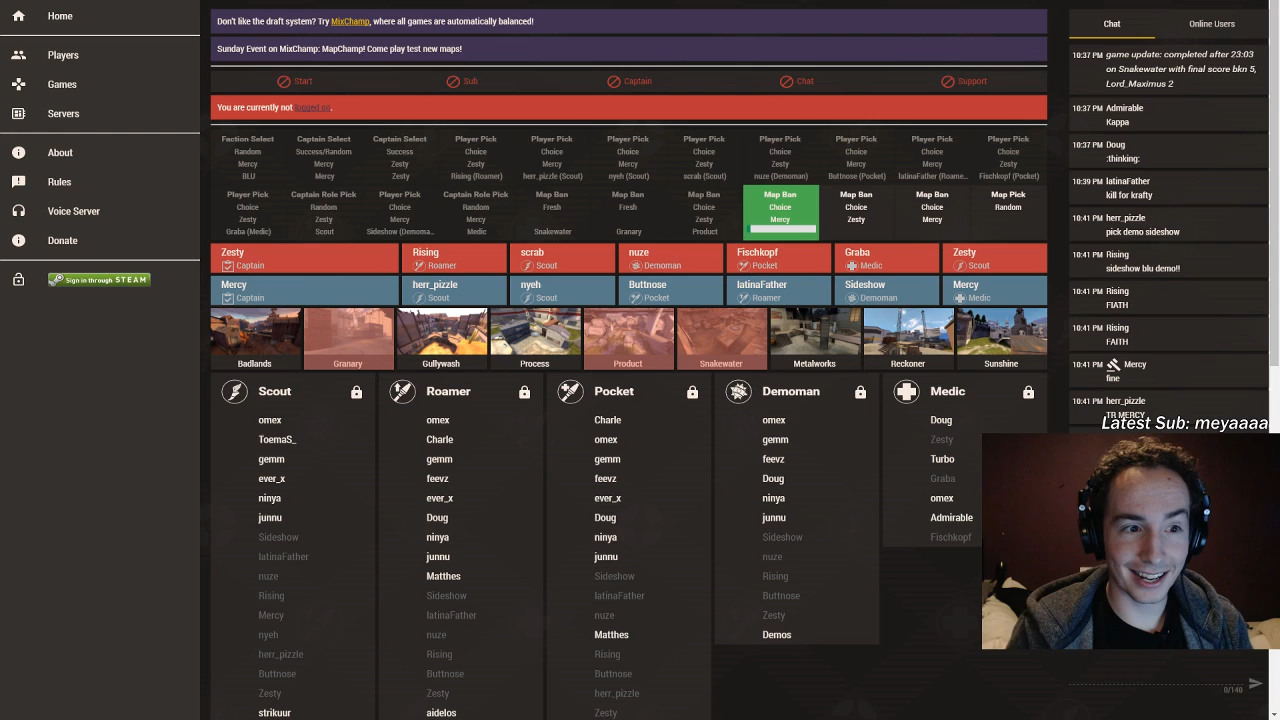 Home
Players
Games
Servers
About
Rules
Voice Server
Donate
Sign in through STEAM
Don't like the draft system? Try MixChamp, where all games are automatically balanced!
Sunday Event on MixChamp: MapChamp! Come play test new maps!
Start Sub Captain Chat Support
You are currently not logged on.
Faction Select Captain Select Captain Select Player Pick Player Pick Player Pick Player Pick Player Pick Player Pick Player Pick Player Pick
Random Success/Random Success Choice Choice Choice Choice Choice Choice Choice Choice
Mercy Mercy Zesty Zesty Mercy Mercy Zesty Zesty Mercy Mercy Zesty
BLU Mercy Zesty Rising (Roamer) herr_pizzle (Scout) nyeh (Scout) scrab (Scout) nuze (Demoman) Buttnose (Pocket) latinaFather (Roame... Fischkopf (Pocket)
Player Pick Captain Role Pick Player Pick Captain Role Pick Map Ban Map Ban Map Ban Map Ban Map Ban Map Ban Map Pick
Choice Random Choice Random Fresh Fresh Choice Choice Choice Choice Random
Zesty Zesty Mercy Mercy Zesty Mercy Zesty Mercy
Graba (Medic) Scout Sideshow (Demoma... Medic Snakewater Granary Product
Zesty Rising scrab nuze Fischkopf Graba Zesty
Captain Roamer Scout Demoman Pocket Medic Scout
Mercy herr_pizzle nyeh Buttnose latinaFather Sideshow Mercy
Captain Scout Scout Pocket Roamer Demoman Medic
Badlands Granary Gullywash Process Product Snakewater Metalworks Reckoner Sunshine
Scout
omex
ToemaS_
gemm
ever_x
ninya
junnu
Sideshow
latinaFather
nuze
Rising
Mercy
nyeh
herr_pizzle
Buttnose
Zesty
strikuur
Roamer
omex
Charle
gemm
feevz
ever_x
Doug
ninya
junnu
Matthes
Sideshow
latinaFather
nuze
Rising
Buttnose
Zesty
aidelos
Pocket
Charle
omex
gemm
feevz
ever_x
Doug
ninya
junnu
Sideshow
latinaFather
nuze
Matthes
Rising
Buttnose
herr_pizzle
Zesty
Demoman
omex
gemm
feevz
Doug
ninya
junnu
Sideshow
nuze
Rising
Buttnose
Zesty
Demos
Medic
Doug
Zesty
Turbo
Graba
omex
Admirable
Fischkopf
Chat Online Users
10:37 PM game update: completed after 23:03
on Snakewater with final score bkn 5,
Lord_Maximus 2
10:37 PM Admirable
Kappa
10:37 PM Doug
:thinking:
10:39 PM latinaFather
kill for krafty
10:41 PM herr_pizzle
pick demo sideshow
10:41 PM Rising
sideshow blu demo!!
10:41 PM Rising
FIATH
10:41 PM Rising
FAITH
10:41 PM Mercy
fine
10:41 PM herr_pizzle
TR MERCY
Latest Sub: meyaaaa
0/140